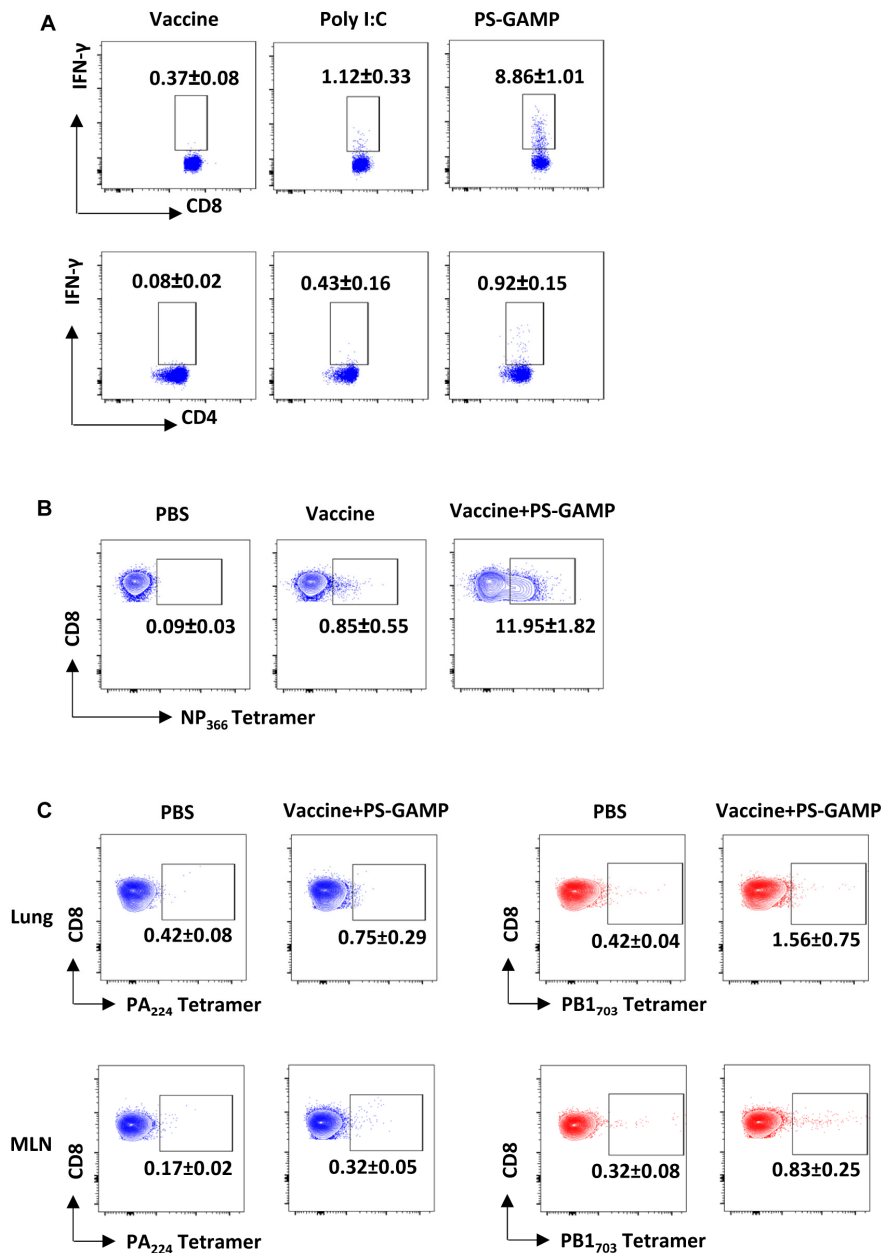 A
Vaccine Poly I:C PS-GAMP
IFN-γ
0.37±0.08 1.12±0.33 8.86±1.01
CD8
IFN-γ
0.08±0.02 0.43±0.16 0.92±0.15
CD4
B
PBS Vaccine Vaccine+PS-GAMP
CD8
0.09±0.03 0.85±0.55 11.95±1.82
NP366 Tetramer
C
PBS Vaccine+PS-GAMP PBS Vaccine+PS-GAMP
Lung
CD8
0.42±0.08 0.75±0.29
CD8
0.42±0.04 1.56±0.75
PA224 Tetramer PB1703 Tetramer
MLN
CD8
0.17±0.02 0.32±0.05
CD8
0.32±0.08 0.83±0.25
PA224 Tetramer PB1703 Tetramer